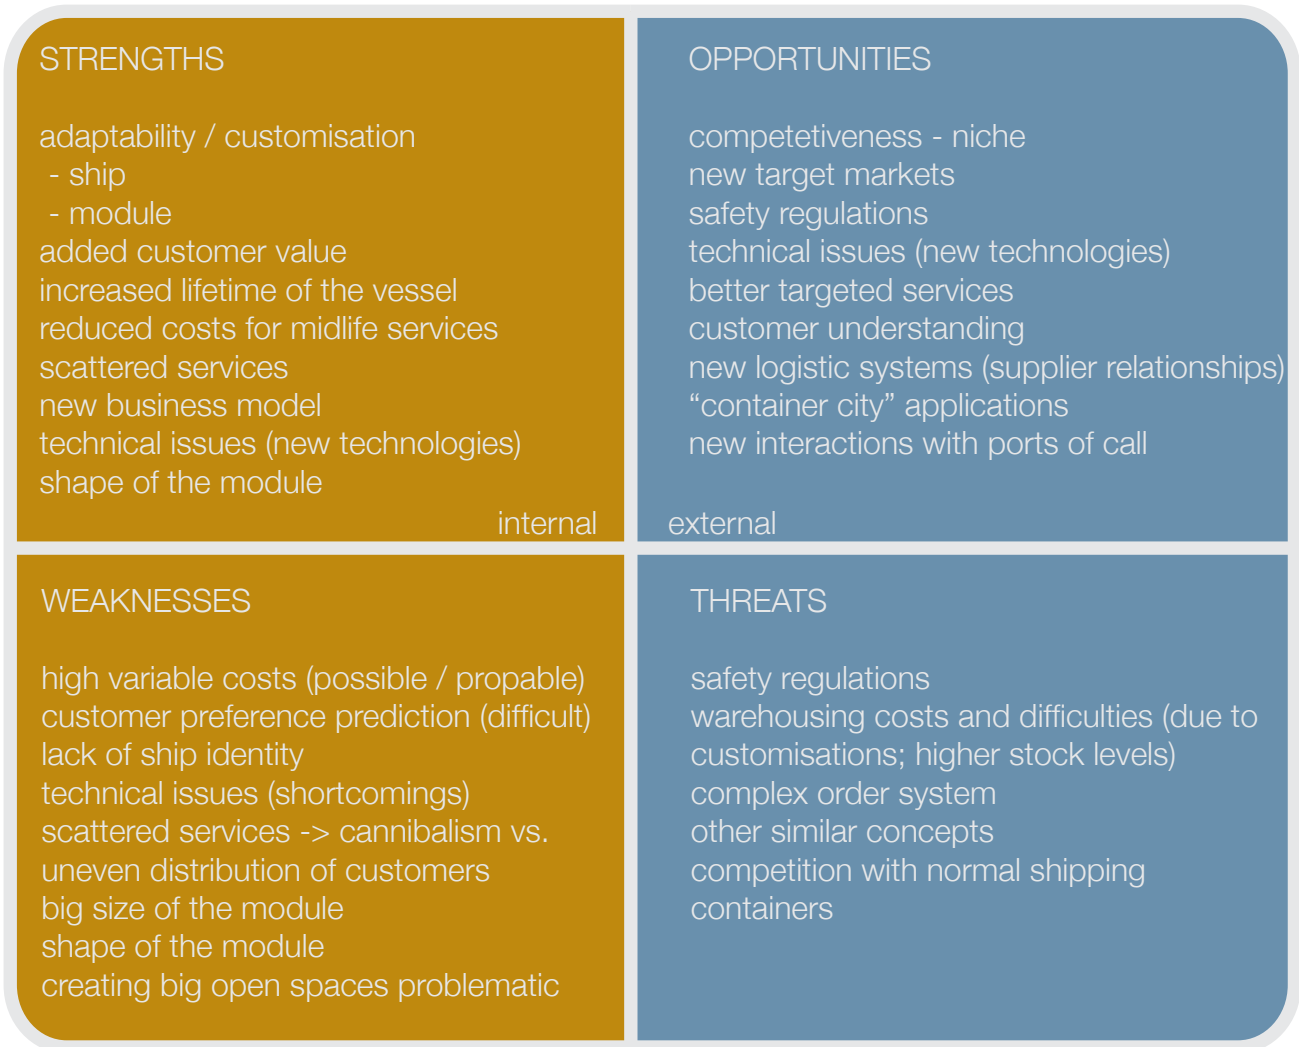 STRENGTHS
adaptability / customisation
- ship
- module
added customer value
increased lifetime of the vessel
reduced costs for midlife services
scattered services
new business model
technical issues (new technologies)
shape of the module
internal
OPPORTUNITIES
competetiveness - niche
new target markets
safety regulations
technical issues (new technologies)
better targeted services
customer understanding
new logistic systems (supplier relationships)
“container city” applications
new interactions with ports of call
external
WEAKNESSES
high variable costs (possible / propable)
customer preference prediction (difficult)
lack of ship identity
technical issues (shortcomings)
scattered services -> cannibalism vs.
uneven distribution of customers
big size of the module
shape of the module
creating big open spaces problematic
THREATS
safety regulations
warehousing costs and difficulties (due to
customisations; higher stock levels)
complex order system
other similar concepts
competition with normal shipping
containers